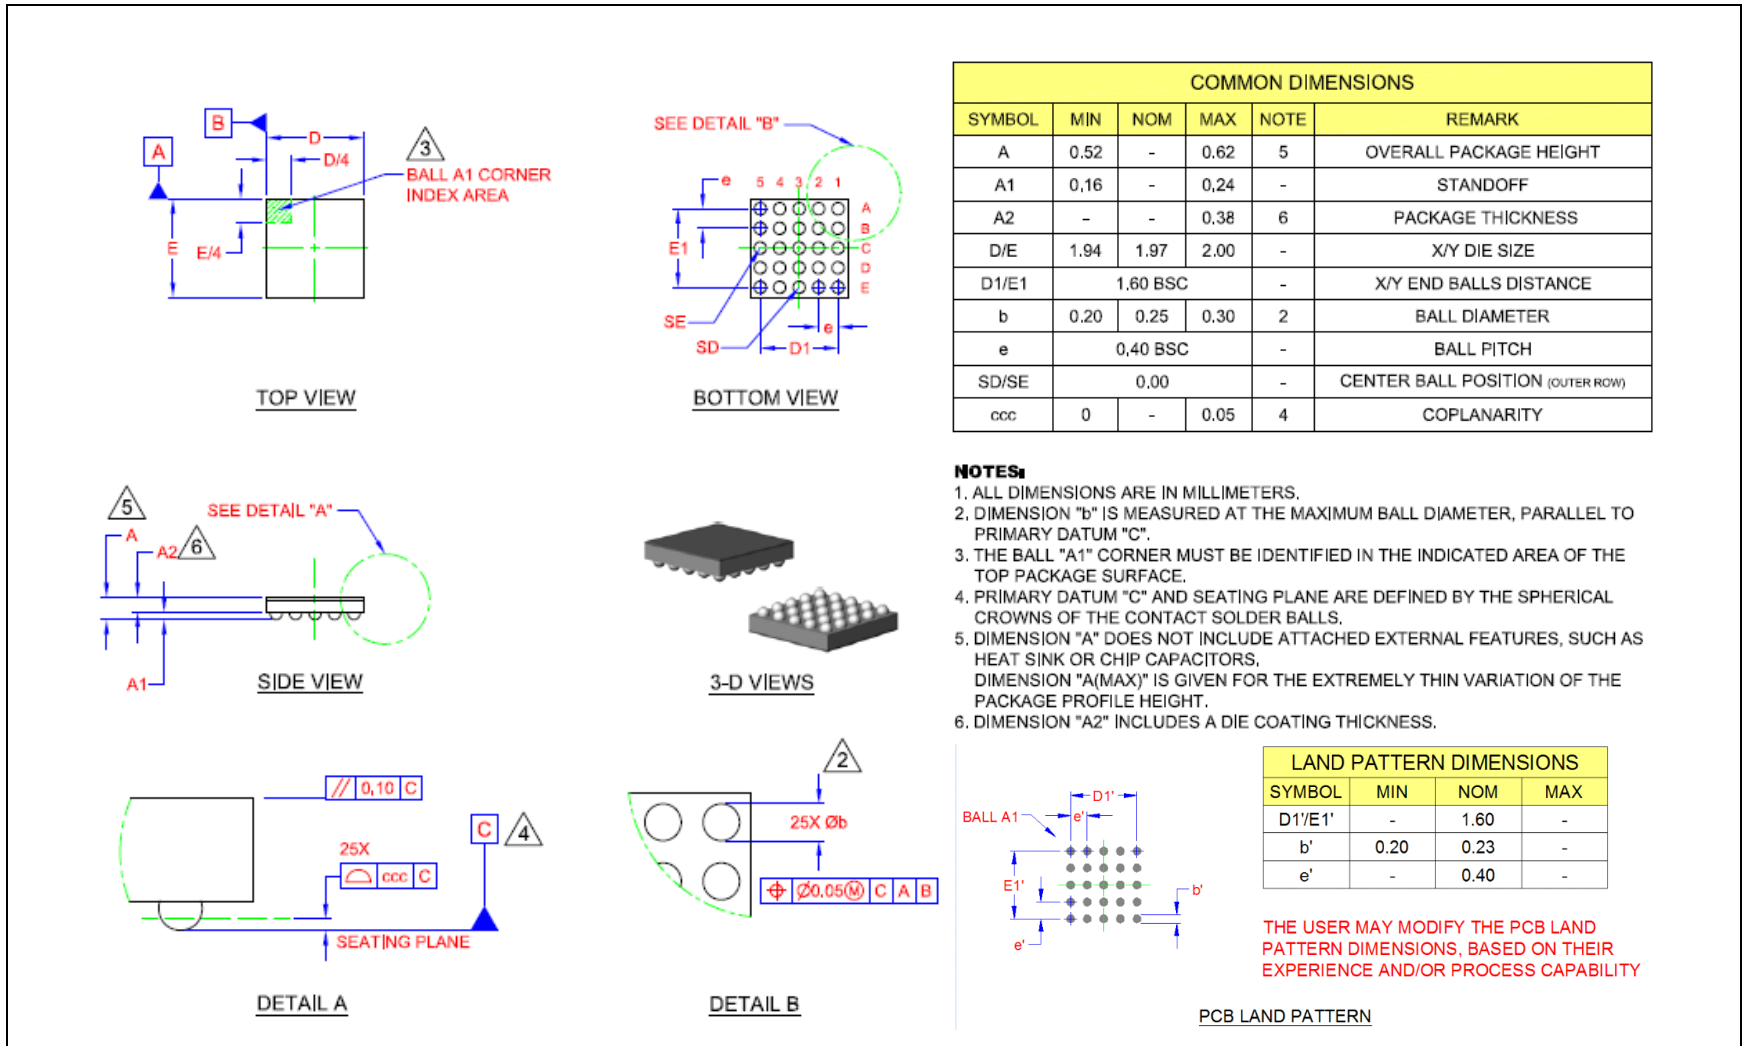 B
D
A
D/4
3
BALL A1 CORNER
INDEX AREA
E
E/4
TOP VIEW
SEE DETAIL "B"
e
5 4 3 2 1
A
B
C
D
E
E1
SE
SD
e
D1
BOTTOM VIEW
COMMON DIMENSIONS
SYMBOL MIN NOM MAX NOTE REMARK
A 0.52 - 0.62 5 OVERALL PACKAGE HEIGHT
A1 0,16 - 0,24 - STANDOFF
A2 - - 0.38 6 PACKAGE THICKNESS
D/E 1.94 1.97 2.00 - X/Y DIE SIZE
D1/E1 1,60 BSC - X/Y END BALLS DISTANCE
b 0.20 0.25 0.30 2 BALL DIAMETER
e 0,40 BSC - BALL PITCH
SD/SE 0,00 - CENTER BALL POSITION (OUTER ROW)
ccc 0 - 0.05 4 COPLANARITY
NOTES:
1. ALL DIMENSIONS ARE IN MILLIMETERS.
2. DIMENSION "b" IS MEASURED AT THE MAXIMUM BALL DIAMETER, PARALLEL TO
PRIMARY DATUM "C".
3. THE BALL "A1" CORNER MUST BE IDENTIFIED IN THE INDICATED AREA OF THE
TOP PACKAGE SURFACE.
4. PRIMARY DATUM "C" AND SEATING PLANE ARE DEFINED BY THE SPHERICAL
CROWNS OF THE CONTACT SOLDER BALLS.
5. DIMENSION "A" DOES NOT INCLUDE ATTACHED EXTERNAL FEATURES, SUCH AS
HEAT SINK OR CHIP CAPACITORS.
DIMENSION "A(MAX)" IS GIVEN FOR THE EXTREMELY THIN VARIATION OF THE
PACKAGE PROFILE HEIGHT.
6. DIMENSION "A2" INCLUDES A DIE COATING THICKNESS.
5
A
A2
6
SEE DETAIL "A"
A1
SIDE VIEW
3-D VIEWS
// 0,10 C
25X
⌓ ccc C
C
4
SEATING PLANE
DETAIL A
2
25X Øb
⌖ Ø0.05Ⓜ C A B
DETAIL B
D1'
BALL A1
e'
E1'
b'
e'
LAND PATTERN DIMENSIONS
SYMBOL MIN NOM MAX
D1'/E1' - 1.60 -
b' 0.20 0.23 -
e' - 0.40 -
THE USER MAY MODIFY THE PCB LAND
PATTERN DIMENSIONS, BASED ON THEIR
EXPERIENCE AND/OR PROCESS CAPABILITY
PCB LAND PATTERN